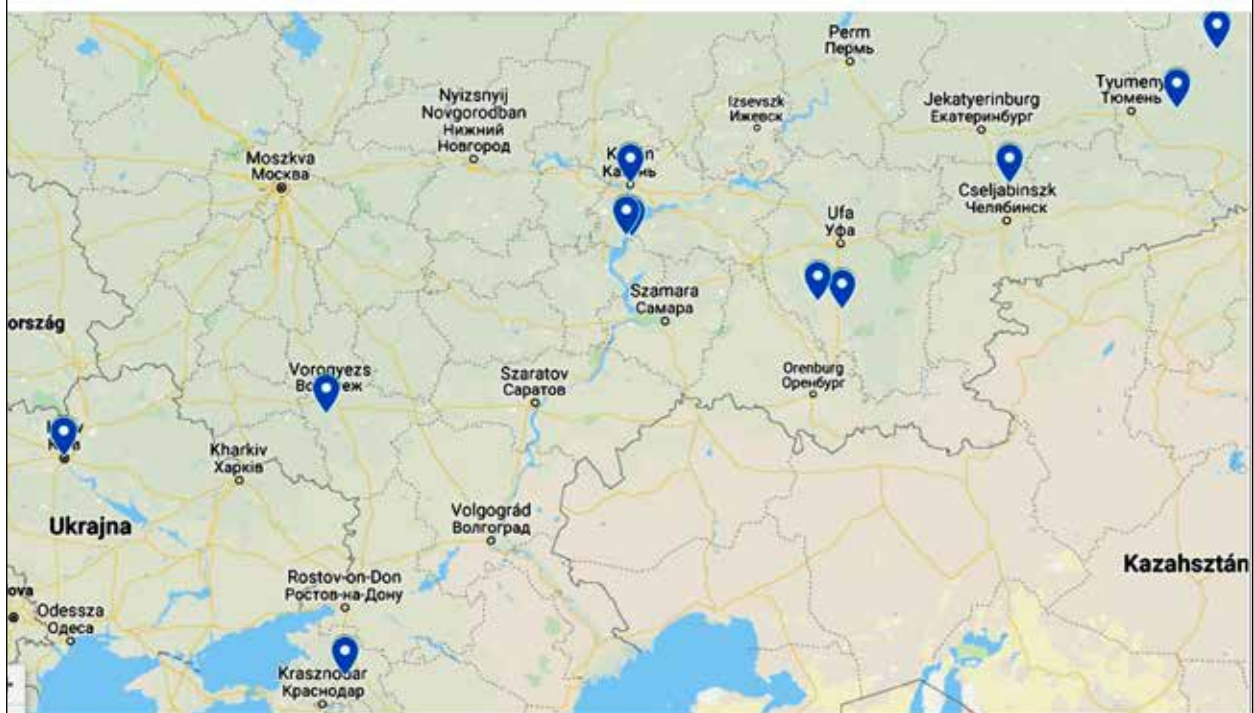 Perm
Пермь
Tyumeny
Тюмень
Jekatyerinburg
Екатеринбург
Izsevszk
Ижевск
Nyizsnyij
Novgorodban
Нижний
Новгород
Moszkva
Москва
Cseljabinszk
Челябинск
Ufa
Уфа
Szamara
Самара
ország
Vorogyezs
Szaratov
Саратов
Orenburg
Оренбург
Kharkiv
Харків
Volgográd
Волгоград
Ukrajna
Kazahsztán
Rostov-on-Don
Ростов-на-Дону
ova
Odessza
Одеса
Krasznodar
Краснодар